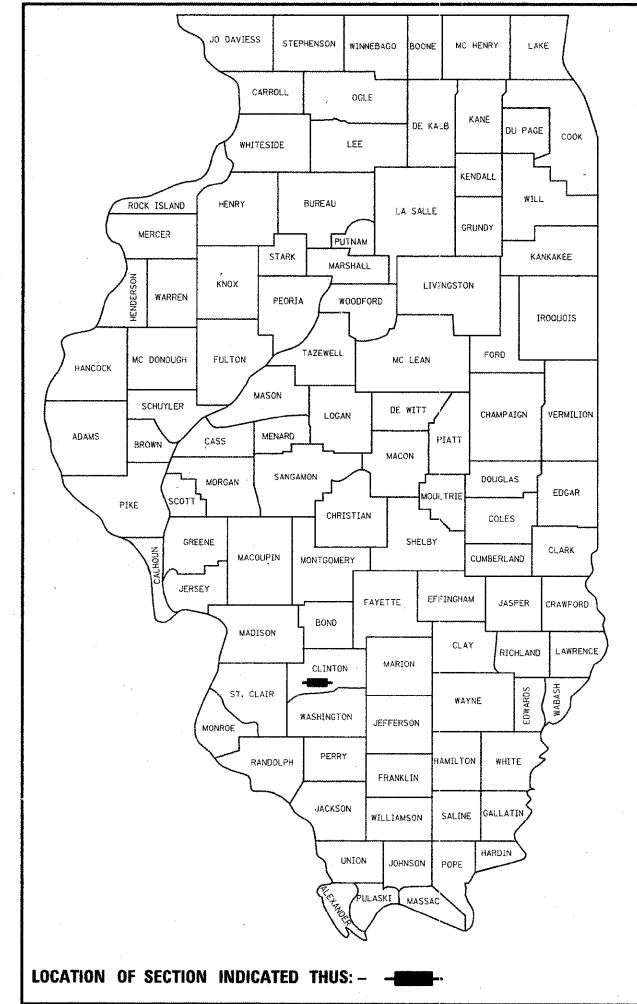 JO DAVIESS
STEPHENSON
WINNEBAGO
BOONE
MC HENRY
LAKE
CARROLL
OGLE
DE KALB
KANE
DU PAGE
COOK
WHITESIDE
LEE
KENDALL
WILL
ROCK ISLAND
HENRY
BUREAU
LA SALLE
GRUNDY
MERCER
PUTNAM
STARK
MARSHALL
KANKAKEE
HENDERSON
WARREN
KNOX
PEORIA
WOODFORD
LIVINGSTON
IROQUOIS
HANCOCK
MC DONOUGH
FULTON
TAZEWELL
MC LEAN
FORD
MASON
SCHUYLER
LOGAN
DE WITT
CHAMPAIGN
VERMILION
ADAMS
BROWN
CASS
MENARD
MACON
PIATT
PIKE
SCOTT
MORGAN
SANGAMON
MOULTRIE
DOUGLAS
EDGAR
CHRISTIAN
COLES
GREENE
MACOUPIN
MONTGOMERY
SHELBY
CUMBERLAND
CLARK
CALHOUN
JERSEY
FAYETTE
EFFINGHAM
JASPER
CRAWFORD
MADISON
BOND
CLAY
RICHLAND
LAWRENCE
CLINTON
MARION
ST. CLAIR
WAYNE
EDWARDS
WABASH
WASHINGTON
JEFFERSON
MONROE
RANDOLPH
PERRY
HAMILTON
WHITE
FRANKLIN
JACKSON
WILLIAMSON
SALINE
GALLATIN
UNION
JOHNSON
POPE
HARDIN
ALEXANDER
PULASKI
MASSAC
LOCATION OF SECTION INDICATED THUS: -